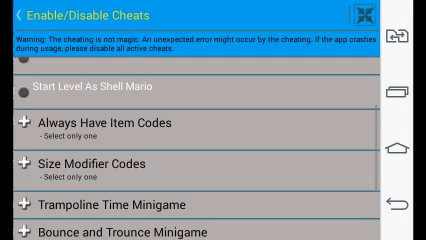 Enable/Disable Cheats
Warning: The cheating is not magic. An unexpected error might occur by the cheating. If the app crashes
during usage, please disable all active cheats.
Start Level As Shell Mario
Always Have Item Codes
- Select only one
Size Modifier Codes
- Select only one
Trampoline Time Minigame
Bounce and Trounce Minigame